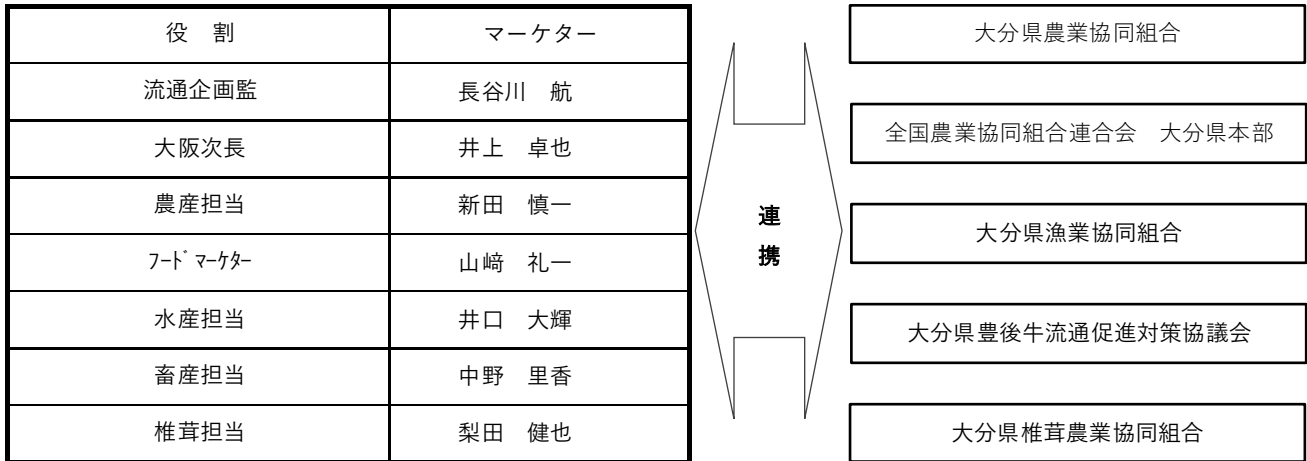 役　割　マーケター
流通企画監　長谷川　航
大阪次長　井上　卓也
農産担当　新田　慎一
ﾌｰﾄﾞﾏｰｹﾀｰ　山﨑　礼一
水産担当　井口　大輝
畜産担当　中野　里香
椎茸担当　梨田　健也
連
携
大分県農業協同組合
全国農業協同組合連合会　大分県本部
大分県漁業協同組合
大分県豊後牛流通促進対策協議会
大分県椎茸農業協同組合